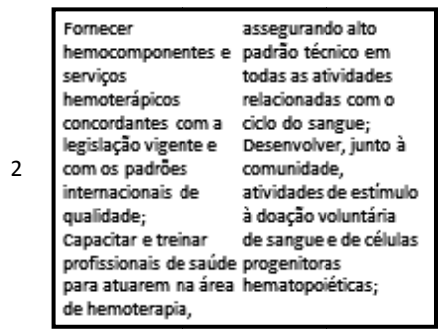 2
Fornecer
hemocomponentes e
serviços
hemoterápicos
concordantes com a
legislação vigente e
com os padrões
internacionais de
qualidade;
Capacitar e treinar
profissionais de saúde
para atuarem na área
de hemoterapia,
assegurando alto
padrão técnico em
todas as atividades
relacionadas com o
ciclo do sangue;
Desenvolver, junto à
comunidade,
atividades de estímulo
à doação voluntária
de sangue e de células
progenitoras
hematopoiéticas;